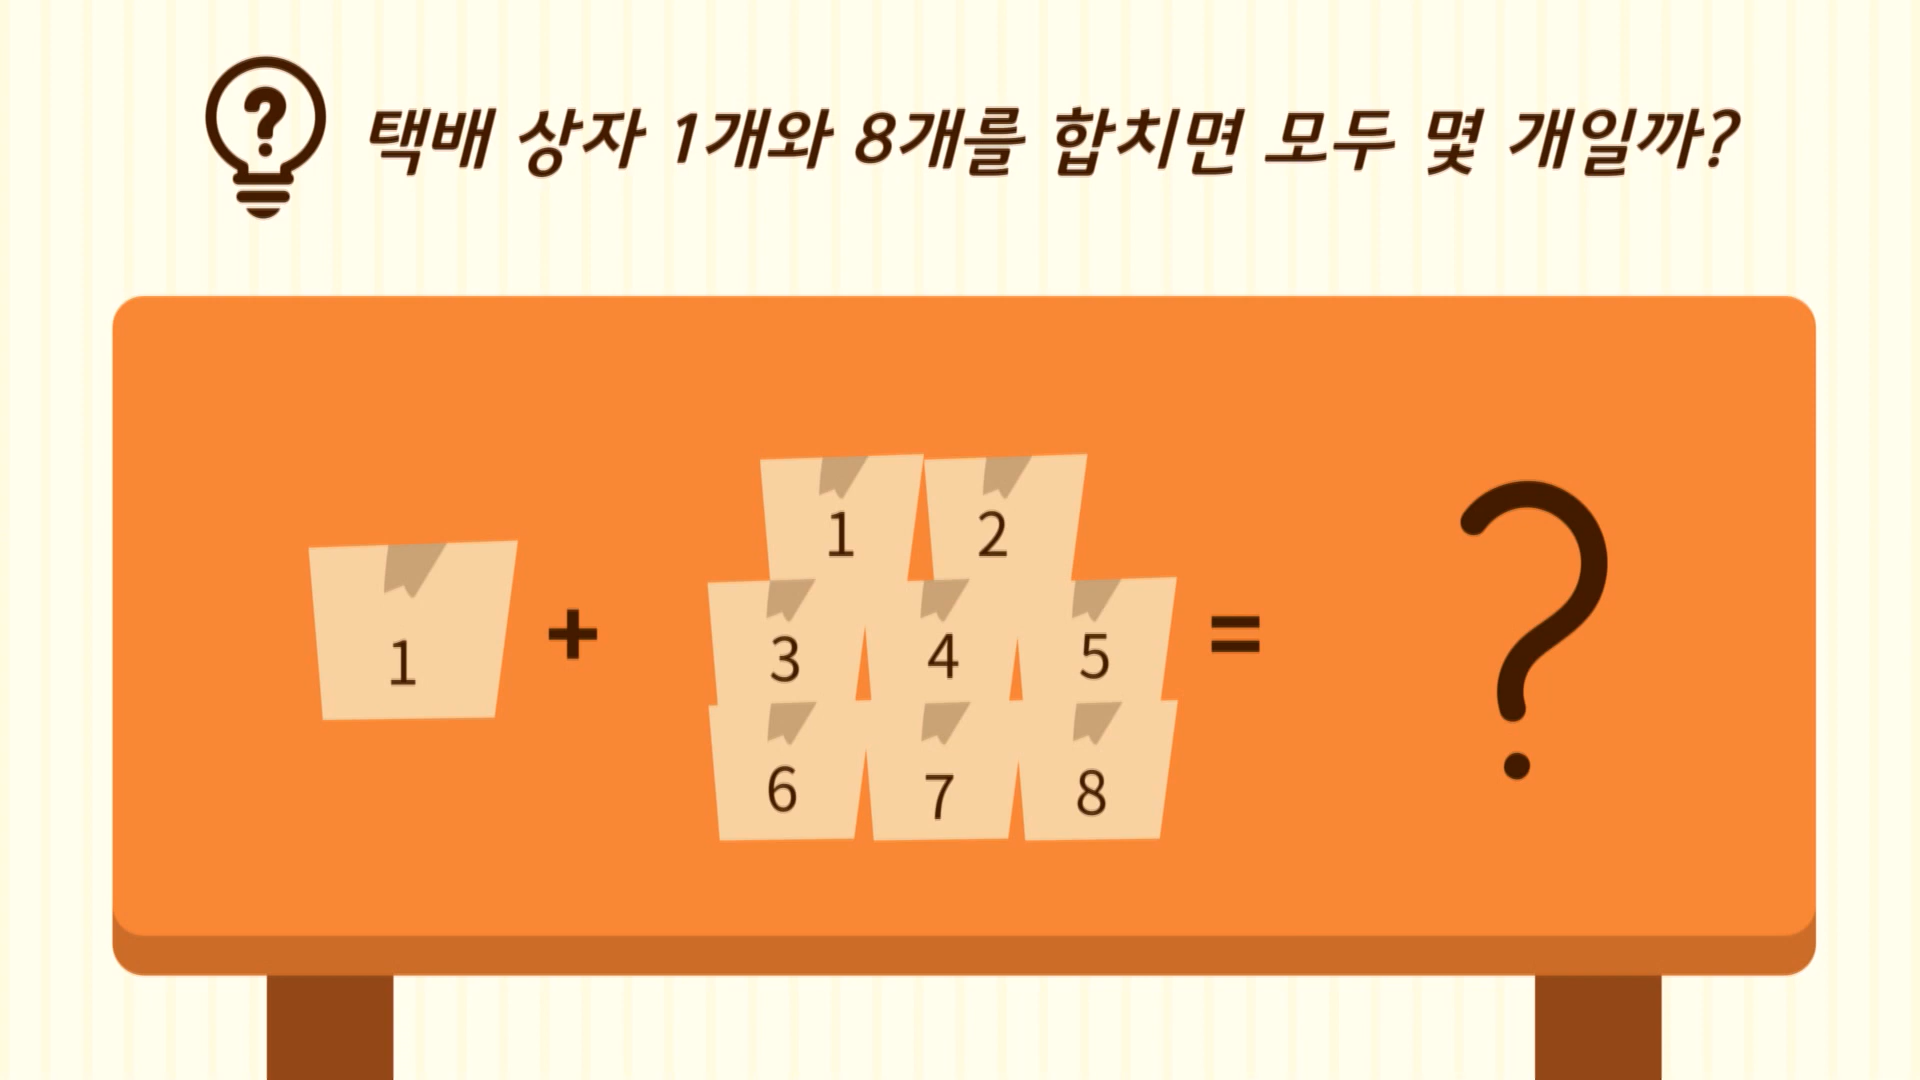 ?
택배 상자 1개와 8개를 합치면 모두 몇 개일까?
1 2
1 + 3 4 5 = ?
6 7 8